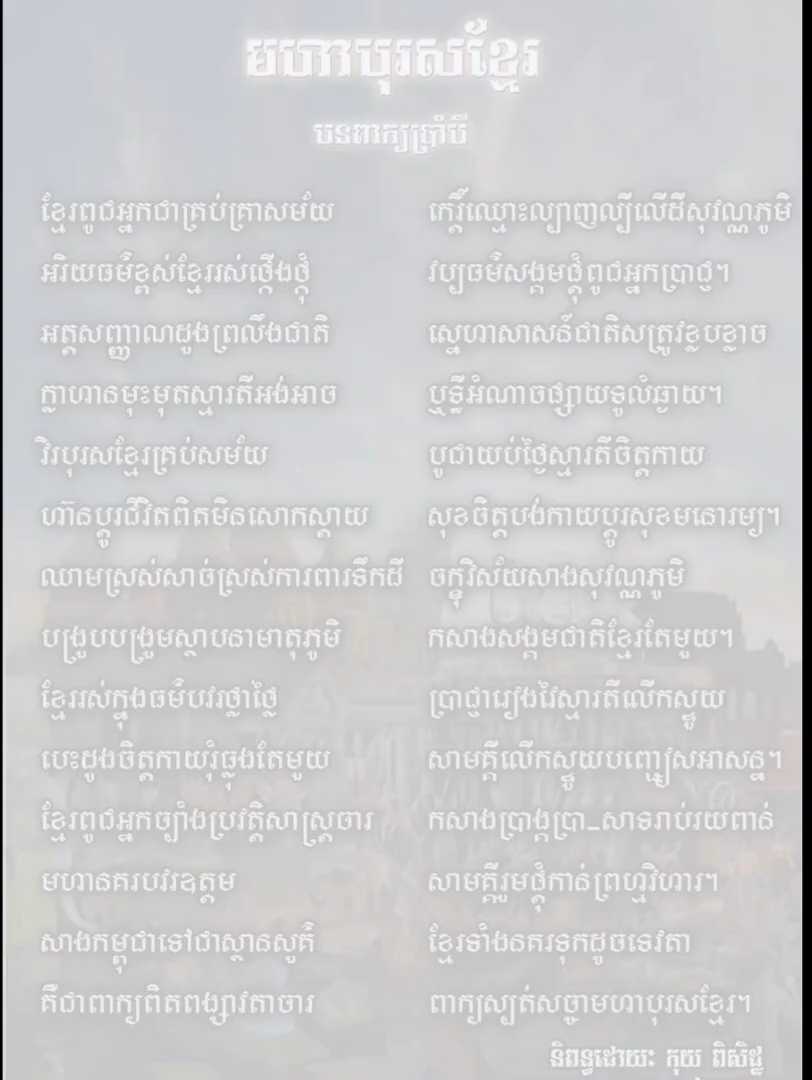 មហាបុរសខ្មែរ
បទពាក្យប្រាំបី
ខ្មែរពូជអ្នកជាគ្រប់គ្រាសម័យ កេរ្តិ៍ឈ្មោះល្បាញល្បីលើដីសុវណ្ណភូមិ
អរិយធម៌ខ្ពស់ខ្មែររស់ថ្កើងថ្កុំ វប្បធម៌សង្គមផ្តុំពូជអ្នកប្រាជ្ញ។
អត្តសញ្ញាណដួងព្រលឹងជាតិ ស្នេហាសាសន៍ជាតិសត្រូវខ្លបខ្លាច
ក្លាហានមុះមុតស្មារតីអង់អាច ឬទ្ធីអំណាចផ្សាយទូលំឆ្ងាយ។
វិរបុរសខ្មែរគ្រប់សម័យ បូជាយប់ថ្ងៃស្មារតីចិត្តកាយ
ហ៊ានប្តូរជីវិតពិតមិនសោកស្តាយ សុខចិត្តបង់កាយប្តូរសុខមនោរម្យ។
ឈាមស្រស់សាច់ស្រស់ការពារទឹកដី ចក្ខុវិស័យសាងសុវណ្ណភូមិ
បង្រួបបង្រួមស្ថាបនាមាតុភូមិ កសាងសង្គមជាតិខ្មែរតែមួយ។
ខ្មែររស់ក្នុងធម៌បវរថ្លាថ្លៃ ប្រាជ្ញារៀងវៃស្មារតីលើកស្ទួយ
បេះដូងចិត្តកាយរុំធ្លុងតែមួយ សាមគ្គីលើកស្ទួយបញ្ជៀសអាសន្ន។
ខ្មែរពូជអ្នកច្បាំងប្រវត្តិសាស្ត្រចារ កសាងប្រាង្គប្រា_សាទរាប់រយពាន់
មហានគរបវរឧត្តម សាមគ្គីរួមផ្តុំកាន់ព្រហ្មវិហារ។
សាងកម្ពុជាទៅជាស្ថានសួគ៌ ខ្មែរទាំងនគរទុកដូចទេវតា
គឺជាពាក្យពិតពង្សាវតាចារ ពាក្យស្បត់សច្ចាមហាបុរសខ្មែរ។
និពន្ធដោយ: កុយ ពិសិដ្ឋ